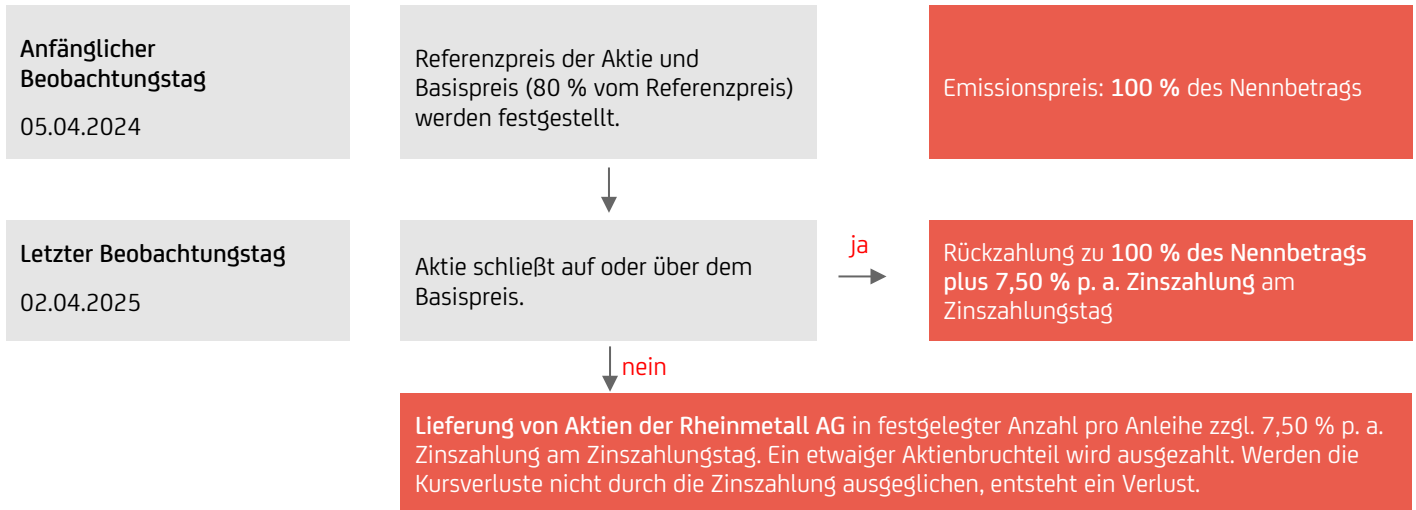 Anfänglicher
Beobachtungstag
05.04.2024
Referenzpreis der Aktie und
Basispreis (80 % vom Referenzpreis)
werden festgestellt.
Emissionspreis: 100 % des Nennbetrags
Letzter Beobachtungstag
02.04.2025
Aktie schließt auf oder über dem
Basispreis.
ja
Rückzahlung zu 100 % des Nennbetrags
plus 7,50 % p. a. Zinszahlung am
Zinszahlungstag
nein
Lieferung von Aktien der Rheinmetall AG in festgelegter Anzahl pro Anleihe zzgl. 7,50 % p. a.
Zinszahlung am Zinszahlungstag. Ein etwaiger Aktienbruchteil wird ausgezahlt. Werden die
Kursverluste nicht durch die Zinszahlung ausgeglichen, entsteht ein Verlust.